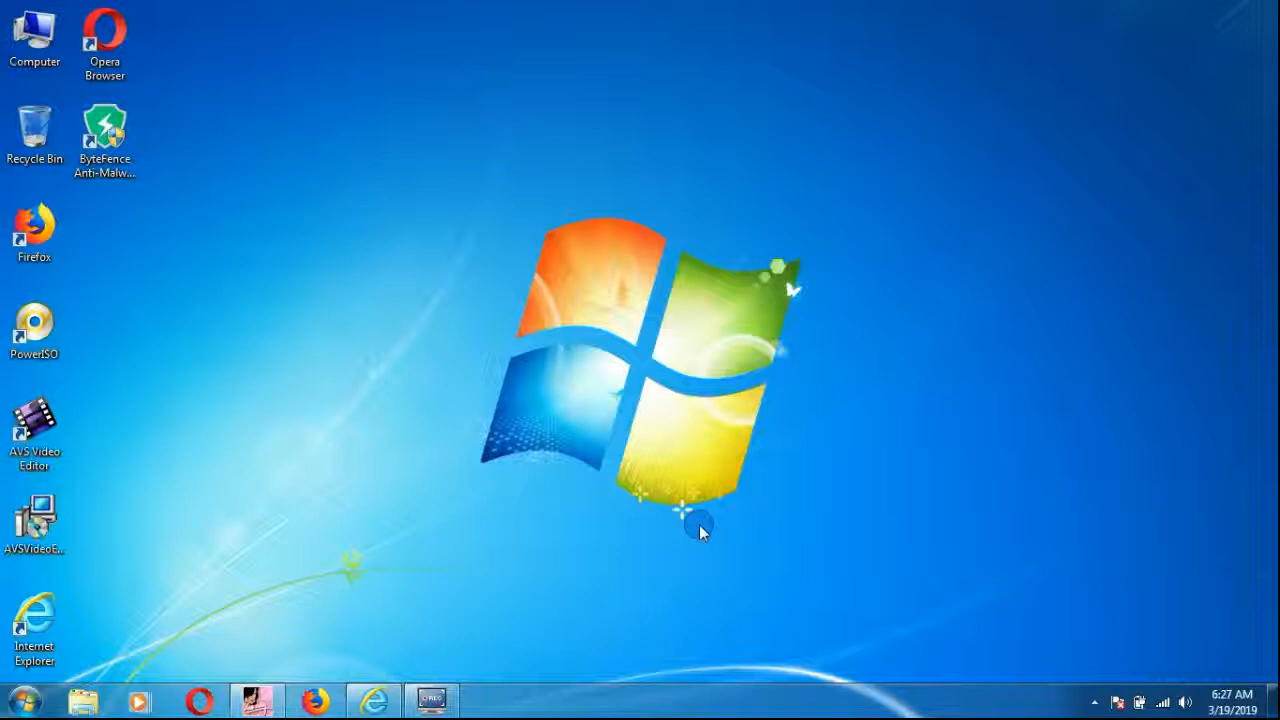 Computer
Opera
Browser
Recycle Bin
ByteFence
Anti-Malw...
Firefox
PowerISO
AVS Video
Editor
AVSVideoE...
Internet
Explorer
6:27 AM
3/19/2019